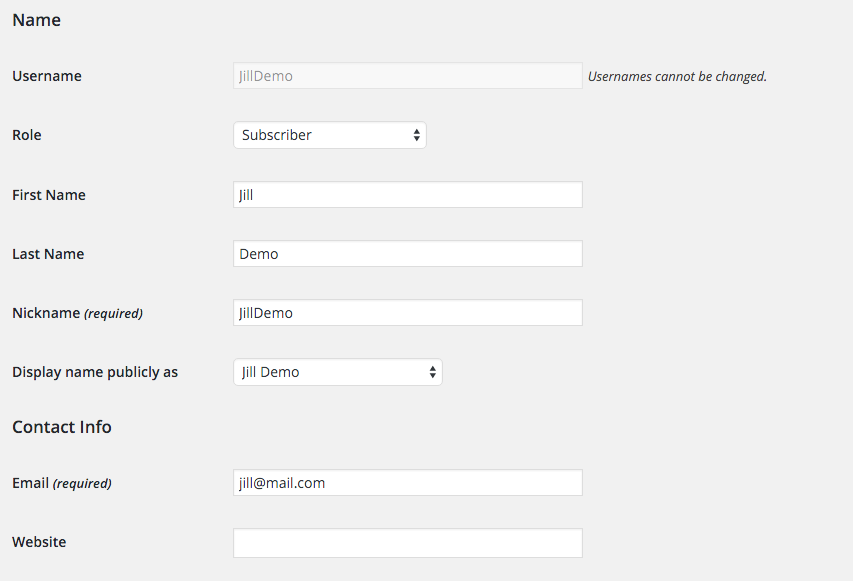 Name
Username JillDemo Usernames cannot be changed.
Role Subscriber
First Name Jill
Last Name Demo
Nickname (required) JillDemo
Display name publicly as Jill Demo
Contact Info
Email (required) jill@mail.com
Website